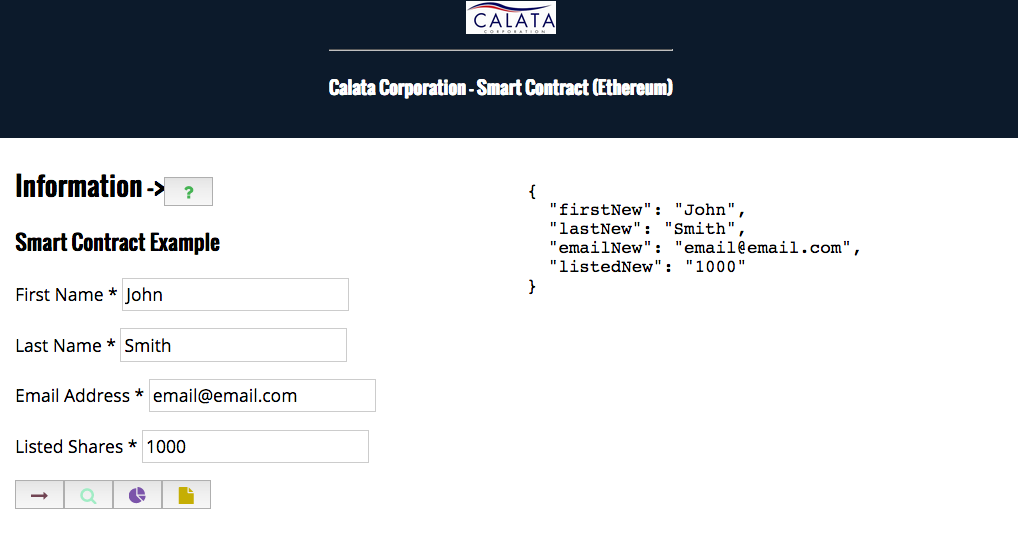 CALATA
CORPORATION
Calata Corporation - Smart Contract (Ethereum)
Information -> ?
Smart Contract Example
First Name * John
Last Name * Smith
Email Address * email@email.com
Listed Shares * 1000
{
"firstNew": "John",
"lastNew": "Smith",
"emailNew": "email@email.com",
"listedNew": "1000"
}